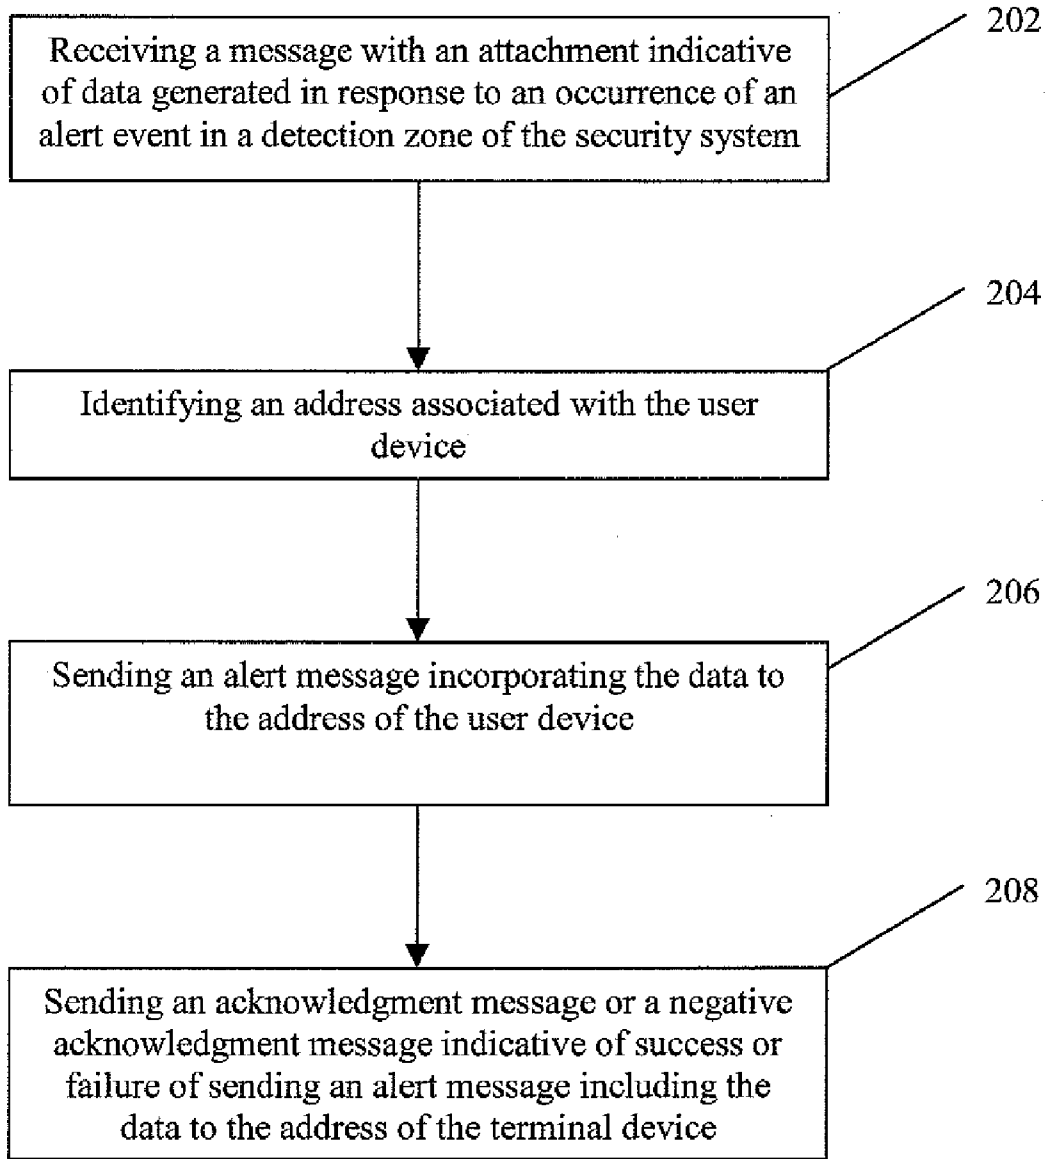 202
Receiving a message with an attachment indicative
of data generated in response to an occurrence of an
alert event in a detection zone of the security system
204
Identifying an address associated with the user
device
206
Sending an alert message incorporating the data to
the address of the user device
208
Sending an acknowledgment message or a negative
acknowledgment message indicative of success or
failure of sending an alert message including the
data to the address of the terminal device